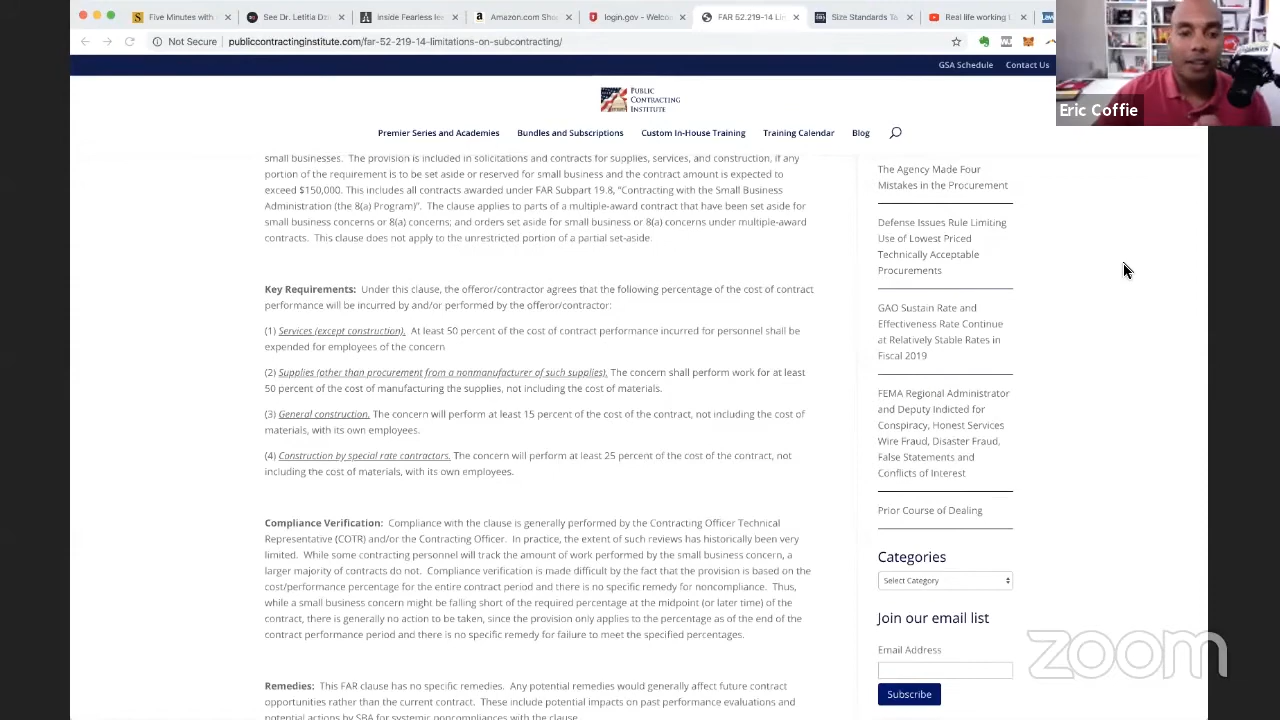 Five Minutes with
See Dr. Letitia Dz
Inside Fearless le
Amazon.com Sho
login.gov - Welco
FAR 52.219-14 Li
Size Standards Ta
Real life working
Law
Not Secure
publiccontractinginstitute.com/far-52-219-14-limitations-on-subcontracting/
GSA Schedule
Contact Us
Eric Coffie
PUBLIC
CONTRACTING
INSTITUTE
Premier Series and Academies
Bundles and Subscriptions
Custom In-House Training
Training Calendar
Blog
small businesses. The provision is included in solicitations and contracts for supplies, services, and construction, if any
portion of the requirement is to be set aside or reserved for small business and the contract amount is expected to
exceed $150,000. This includes all contracts awarded under FAR Subpart 19.8, “Contracting with the Small Business
Administration (the 8(a) Program)”. The clause applies to parts of a multiple-award contract that have been set aside for
small business concerns or 8(a) concerns; and orders set aside for small business or 8(a) concerns under multiple-award
contracts. This clause does not apply to the unrestricted portion of a partial set-aside.
Key Requirements: Under this clause, the offeror/contractor agrees that the following percentage of the cost of contract
performance will be incurred by and/or performed by the offeror/contractor:
(1) Services (except construction). At least 50 percent of the cost of contract performance incurred for personnel shall be
expended for employees of the concern
(2) Supplies (other than procurement from a nonmanufacturer of such supplies). The concern shall perform work for at least
50 percent of the cost of manufacturing the supplies, not including the cost of materials.
(3) General construction. The concern will perform at least 15 percent of the cost of the contract, not including the cost of
materials, with its own employees.
(4) Construction by special rate contractors. The concern will perform at least 25 percent of the cost of the contract, not
including the cost of materials, with its own employees.
Compliance Verification: Compliance with the clause is generally performed by the Contracting Officer Technical
Representative (COTR) and/or the Contracting Officer. In practice, the extent of such reviews has historically been very
limited. While some contracting personnel will track the amount of work performed by the small business concern, a
larger majority of contracts do not. Compliance verification is made difficult by the fact that the provision is based on the
cost/performance percentage for the entire contract period and there is no specific remedy for noncompliance. Thus,
while a small business concern might be falling short of the required percentage at the midpoint (or later time) of the
contract, there is generally no action to be taken, since the provision only applies to the percentage as of the end of the
contract performance period and there is no specific remedy for failure to meet the specified percentages.
Remedies: This FAR clause has no specific remedies. Any potential remedies would generally affect future contract
opportunities rather than the current contract. These include potential impacts on past performance evaluations and
potential actions by SBA for systemic noncompliances with the clause.
The Agency Made Four
Mistakes in the Procurement
Defense Issues Rule Limiting
Use of Lowest Priced
Technically Acceptable
Procurements
GAO Sustain Rate and
Effectiveness Rate Continue
at Relatively Stable Rates in
Fiscal 2019
FEMA Regional Administrator
and Deputy Indicted for
Conspiracy, Honest Services
Wire Fraud, Disaster Fraud,
False Statements and
Conflicts of Interest
Prior Course of Dealing
Categories
Select Category
Join our email list
Email Address
Subscribe
zoom